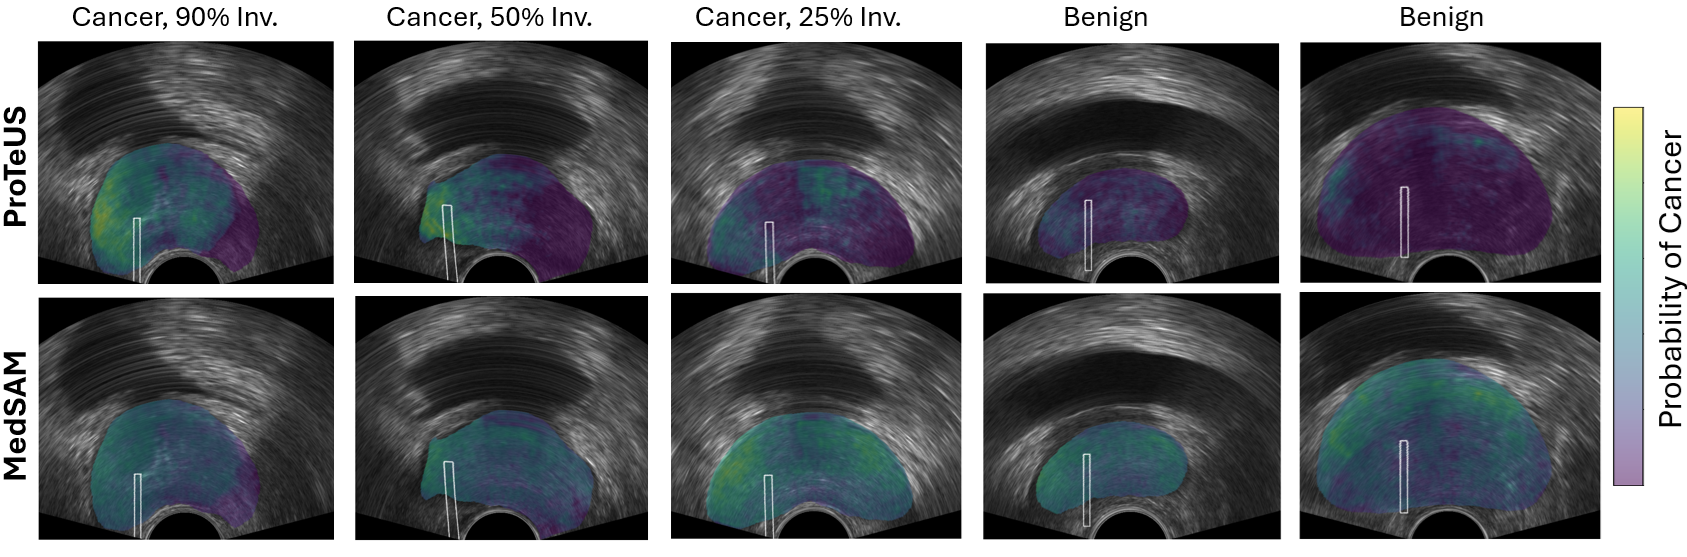 Cancer, 90% Inv.
Cancer, 50% Inv.
Cancer, 25% Inv.
Benign
Benign
ProTeUS
MedSAM
Probability of Cancer